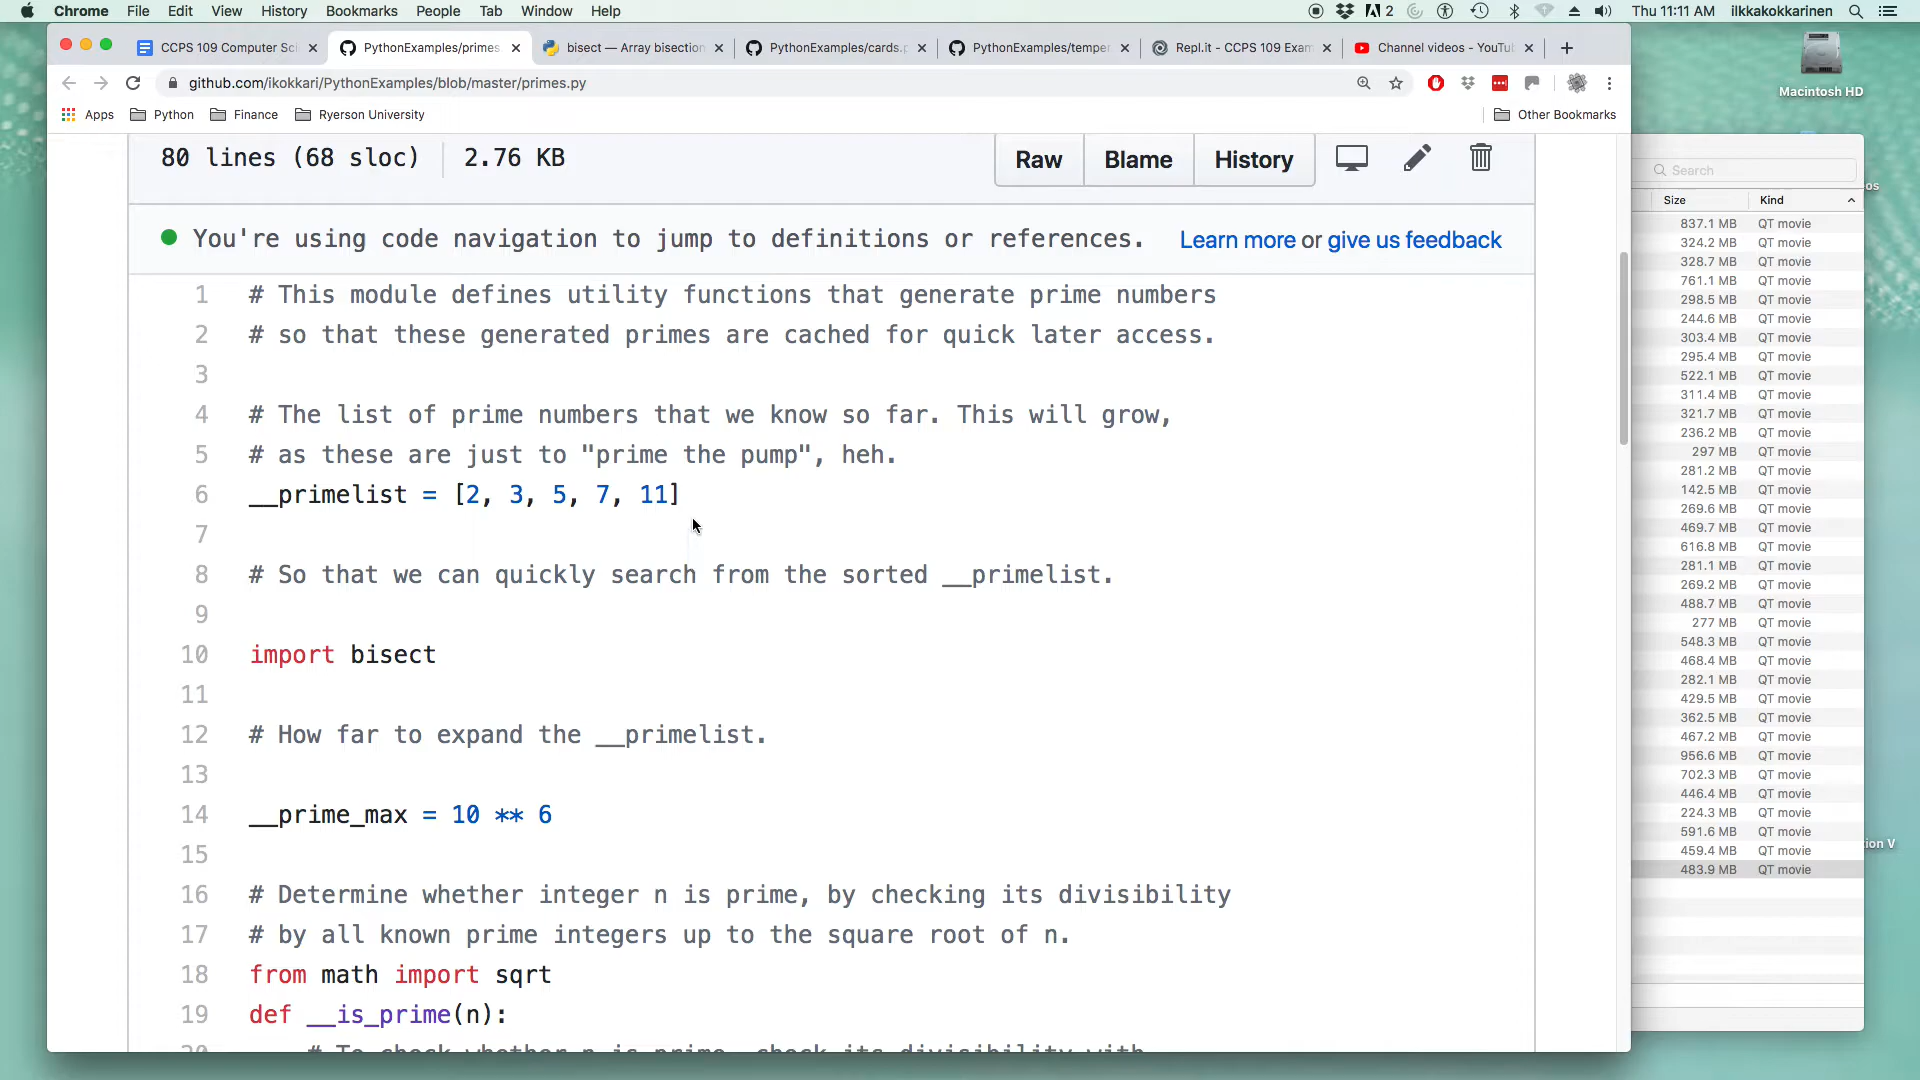 Chrome File Edit View History Bookmarks People Tab Window Help 2 Thu 11:11 AM ilkkakokkarinen
CCPS 109 Computer Sci PythonExamples/primes. bisect — Array bisection PythonExamples/cards. PythonExamples/temper Repl.it - CCPS 109 Exam Channel videos - YouTu
github.com/ikokkari/PythonExamples/blob/master/primes.py
Apps Python Finance Ryerson University Other Bookmarks
Macintosh HD
80 lines (68 sloc) 2.76 KB Raw Blame History
You're using code navigation to jump to definitions or references. Learn more or give us feedback
1 # This module defines utility functions that generate prime numbers
2 # so that these generated primes are cached for quick later access.
3
4 # The list of prime numbers that we know so far. This will grow,
5 # as these are just to "prime the pump", heh.
6 __primelist = [2, 3, 5, 7, 11]
7
8 # So that we can quickly search from the sorted __primelist.
9
10 import bisect
11
12 # How far to expand the __primelist.
13
14 __prime_max = 10 ** 6
15
16 # Determine whether integer n is prime, by checking its divisibility
17 # by all known prime integers up to the square root of n.
18 from math import sqrt
19 def __is_prime(n):
20 # To check whether n is prime, check its divisibility with
Search
os
Size Kind
837.1 MB QT movie
324.2 MB QT movie
328.7 MB QT movie
761.1 MB QT movie
298.5 MB QT movie
244.6 MB QT movie
303.4 MB QT movie
295.4 MB QT movie
522.1 MB QT movie
311.4 MB QT movie
321.7 MB QT movie
236.2 MB QT movie
297 MB QT movie
281.2 MB QT movie
142.5 MB QT movie
269.6 MB QT movie
469.7 MB QT movie
616.8 MB QT movie
281.1 MB QT movie
269.2 MB QT movie
488.7 MB QT movie
277 MB QT movie
548.3 MB QT movie
468.4 MB QT movie
282.1 MB QT movie
429.5 MB QT movie
362.5 MB QT movie
467.2 MB QT movie
956.6 MB QT movie
702.3 MB QT movie
446.4 MB QT movie
224.3 MB QT movie
591.6 MB QT movie
459.4 MB QT movie
483.9 MB QT movie
ion V